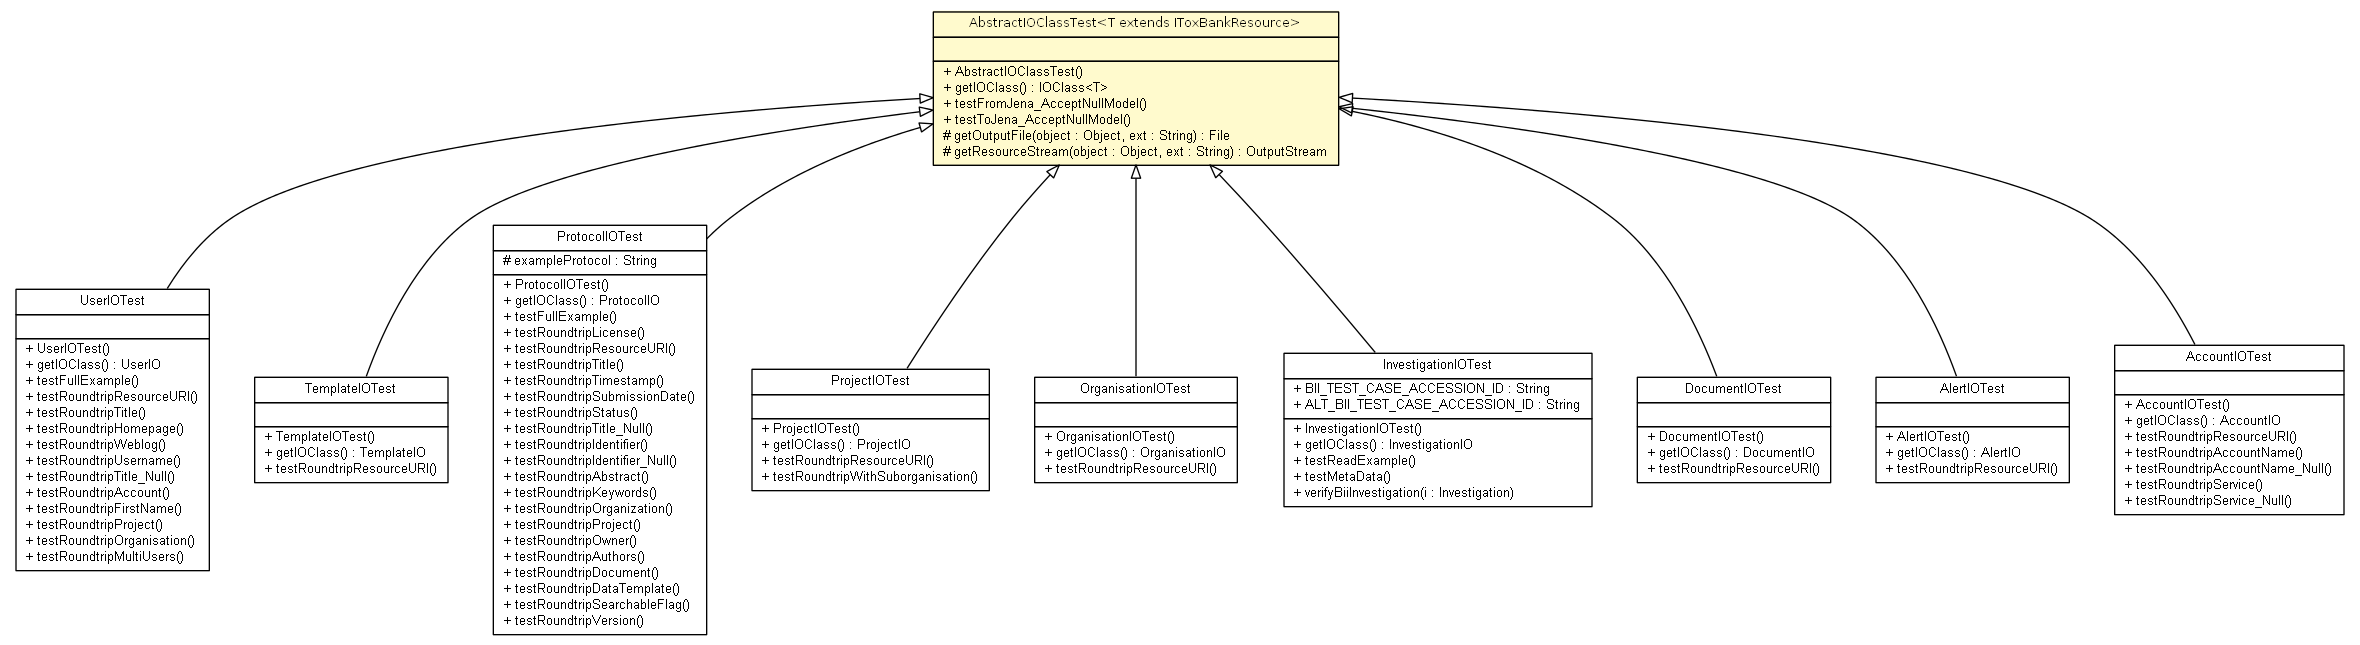 AbstractIOClassTest<T extends IToxBankResource>
+ AbstractIOClassTest()
+ getIOClass() : IOClass<T>
+ testFromJena_AcceptNullModel()
+ testToJena_AcceptNullModel()
# getOutputFile(object : Object, ext : String) : File
# getResourceStream(object : Object, ext : String) : OutputStream
UserIOTest
+ UserIOTest()
+ getIOClass() : UserIO
+ testFullExample()
+ testRoundtripResourceURI()
+ testRoundtripTitle()
+ testRoundtripHomepage()
+ testRoundtripWeblog()
+ testRoundtripUsername()
+ testRoundtripTitle_Null()
+ testRoundtripAccount()
+ testRoundtripFirstName()
+ testRoundtripProject()
+ testRoundtripOrganisation()
+ testRoundtripMultiUsers()
TemplateIOTest
+ TemplateIOTest()
+ getIOClass() : TemplateIO
+ testRoundtripResourceURI()
ProtocolIOTest
# exampleProtocol : String
+ ProtocolIOTest()
+ getIOClass() : ProtocolIO
+ testFullExample()
+ testRoundtripLicense()
+ testRoundtripResourceURI()
+ testRoundtripTitle()
+ testRoundtripTimestamp()
+ testRoundtripSubmissionDate()
+ testRoundtripStatus()
+ testRoundtripTitle_Null()
+ testRoundtripIdentifier()
+ testRoundtripIdentifier_Null()
+ testRoundtripAbstract()
+ testRoundtripKeywords()
+ testRoundtripOrganization()
+ testRoundtripProject()
+ testRoundtripOwner()
+ testRoundtripAuthors()
+ testRoundtripDocument()
+ testRoundtripDataTemplate()
+ testRoundtripSearchableFlag()
+ testRoundtripVersion()
ProjectIOTest
+ ProjectIOTest()
+ getIOClass() : ProjectIO
+ testRoundtripResourceURI()
+ testRoundtripWithSuborganisation()
OrganisationIOTest
+ OrganisationIOTest()
+ getIOClass() : OrganisationIO
+ testRoundtripResourceURI()
InvestigationIOTest
+ BII_TEST_CASE_ACCESSION_ID : String
+ ALT_BII_TEST_CASE_ACCESSION_ID : String
+ InvestigationIOTest()
+ getIOClass() : InvestigationIO
+ testReadExample()
+ testMetaData()
+ verifyBiiInvestigation(i : Investigation)
DocumentIOTest
+ DocumentIOTest()
+ getIOClass() : DocumentIO
+ testRoundtripResourceURI()
AlertIOTest
+ AlertIOTest()
+ getIOClass() : AlertIO
+ testRoundtripResourceURI()
AccountIOTest
+ AccountIOTest()
+ getIOClass() : AccountIO
+ testRoundtripResourceURI()
+ testRoundtripAccountName()
+ testRoundtripAccountName_Null()
+ testRoundtripService()
+ testRoundtripService_Null()